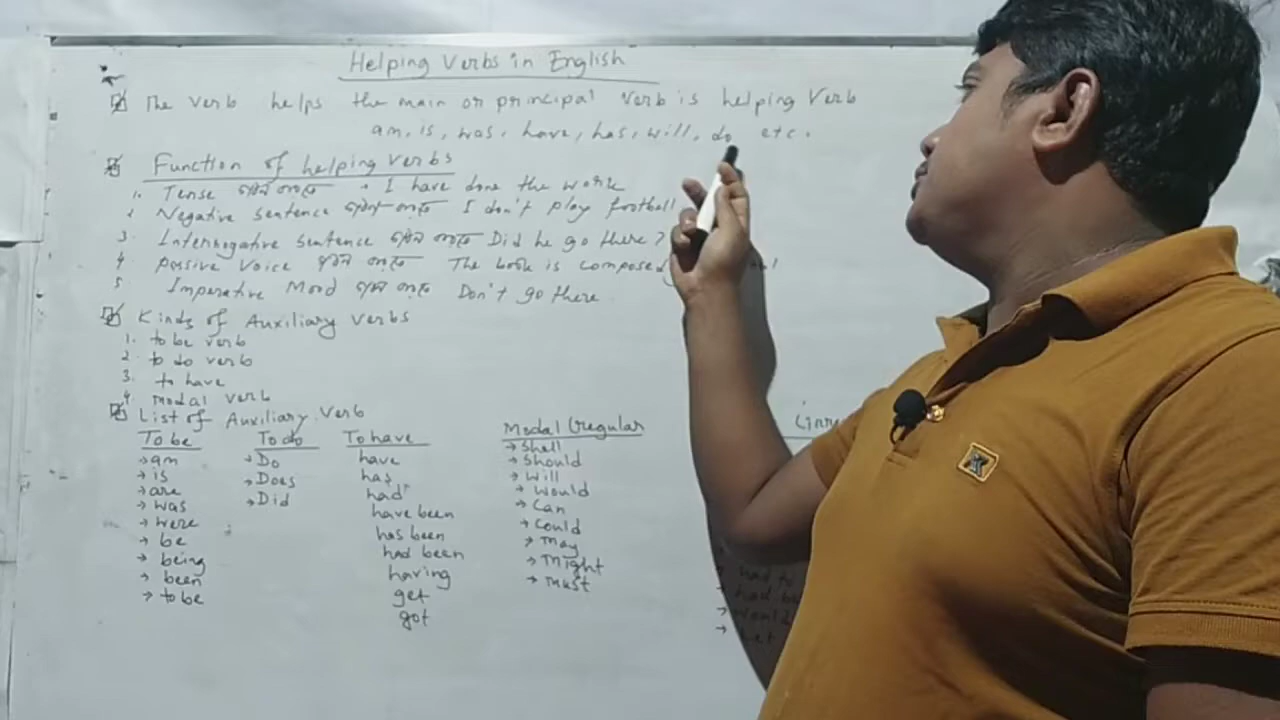 Helping Verbs in English
The verb helps the main or principal verb is helping Verb
am, is, was, have, has, will, do etc.
Function of helping verbs
1. Tense গঠন করতে I have done the work
2 Negative sentence গঠন করতে I don't play football
3. Interrogative sentence গঠন করতে Did he go there?
4 Passive Voice গঠন করতে The book is composed
5 Imperative Mood গঠন করতে Don't go there
Kinds of Auxiliary verbs
1. to be verb
2. to do verb
3. to have
4. Modal verb
List of Auxiliary verb
To be
→ am
→ is
→ are
→ was
→ were
→ be
→ being
→ been
→ to be
To do
→ Do
→ Does
→ Did
To have
have
has
had
have been
has been
had been
having
get
got
Modal (regular
→ Shall
→ Should
→ will
→ would
→ Can
→ Could
→ may
→ might
→ must
→ had to